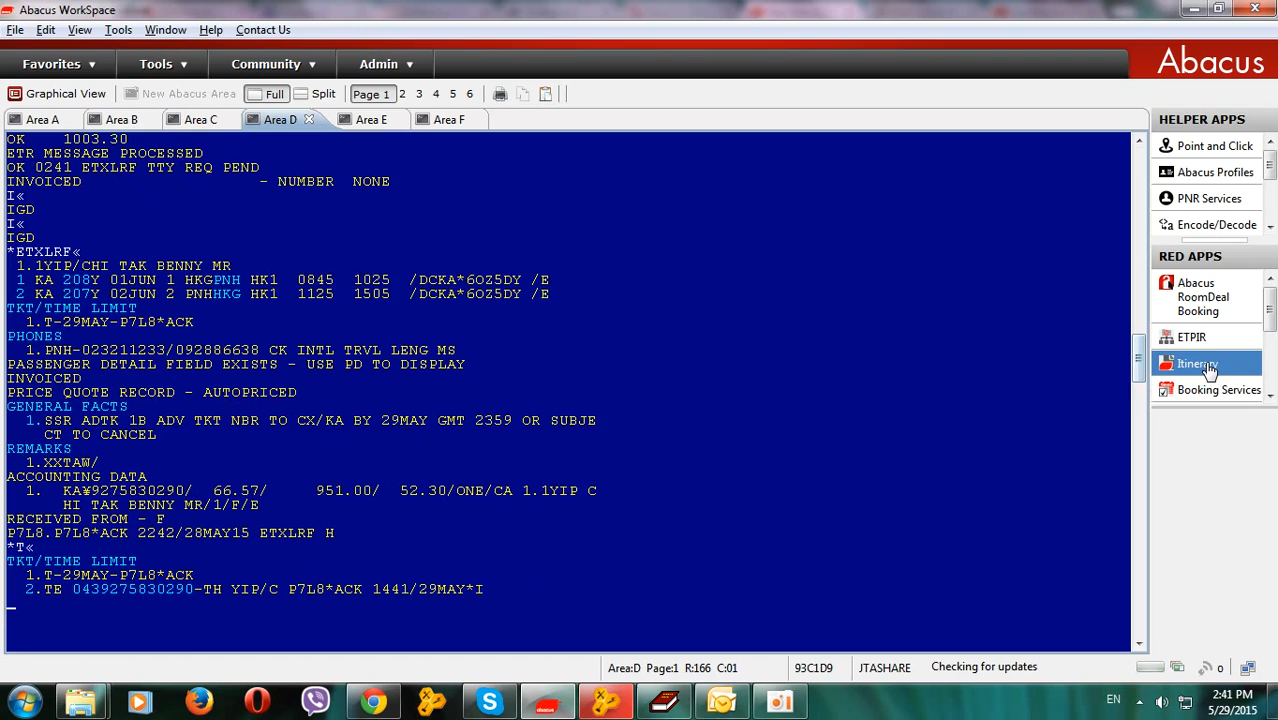 Abacus WorkSpace
File Edit View Tools Window Help Contact Us
Favorites Tools Community Admin
Abacus
Graphical View New Abacus Area Full Split Page 1 2 3 4 5 6
Area A Area B Area C Area D Area E Area F
OK 1003.30
ETR MESSAGE PROCESSED
OK 0241 ETXLRF TTY REQ PEND
INVOICED - NUMBER NONE
I«
IGD
I«
IGD
*ETXLRF«
1.1YIP/CHI TAK BENNY MR
1 KA 208Y 01JUN 1 HKGPNH HK1 0845 1025 /DCKA*6OZ5DY /E
2 KA 207Y 02JUN 2 PNHHKG HK1 1125 1505 /DCKA*6OZ5DY /E
TKT/TIME LIMIT
1.T-29MAY-P7L8*ACK
PHONES
1.PNH-023211233/092886638 CK INTL TRVL LENG MS
PASSENGER DETAIL FIELD EXISTS - USE PD TO DISPLAY
INVOICED
PRICE QUOTE RECORD - AUTOPRICED
GENERAL FACTS
1.SSR ADTK 1B ADV TKT NBR TO CX/KA BY 29MAY GMT 2359 OR SUBJE
CT TO CANCEL
REMARKS
1.XXTAW/
ACCOUNTING DATA
1. KA¥9275830290/ 66.57/ 951.00/ 52.30/ONE/CA 1.1YIP C
HI TAK BENNY MR/1/F/E
RECEIVED FROM - F
P7L8.P7L8*ACK 2242/28MAY15 ETXLRF H
*T«
TKT/TIME LIMIT
1.T-29MAY-P7L8*ACK
2.TE 0439275830290-TH YIP/C P7L8*ACK 1441/29MAY*I
HELPER APPS
Point and Click
Abacus Profiles
PNR Services
Encode/Decode
RED APPS
Abacus
RoomDeal
Booking
ETPIR
Itinerary
Booking Services
Area:D Page:1 R:166 C:01 93C1D9 JTASHARE Checking for updates 0
abacus
EN 2:41 PM
5/29/2015